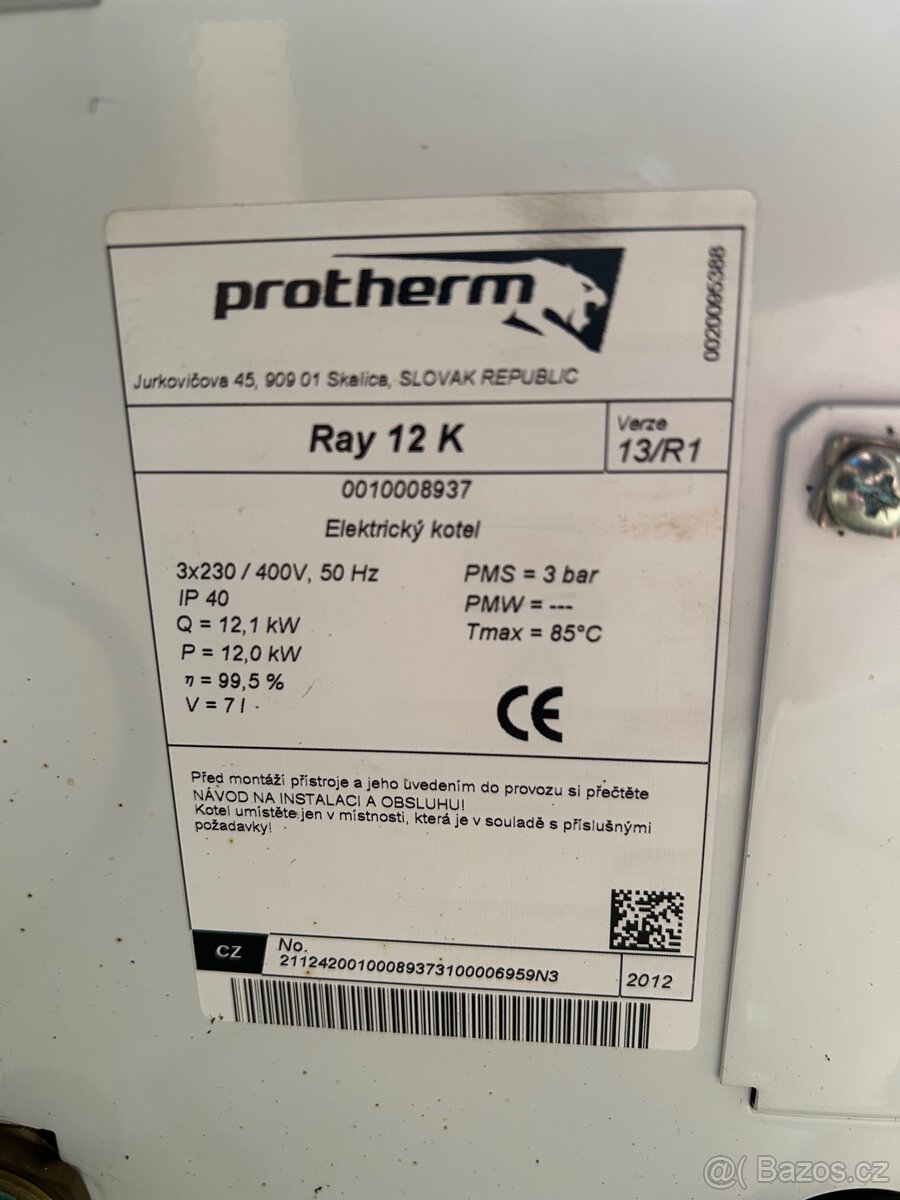 protherm
0020095388
Jurkovičova 45, 909 01 Skalica, SLOVAK REPUBLIC
Ray 12 K
Verze
13/R1
0010008937
Elektrický kotel
3x230 / 400V, 50 Hz
IP 40
Q = 12,1 kW
P = 12,0 kW
η = 99,5 %
V = 7 l
PMS = 3 bar
PMW = ---
Tmax = 85°C
CE
Před montáží přístroje a jeho uvedením do provozu si přečtěte
NÁVOD NA INSTALACI A OBSLUHU!
Kotel umístěte jen v místnosti, která je v souladě s příslušnými
požadavky!
CZ
No.
21124200100089373100006959N3
2012
@( Bazos.cz